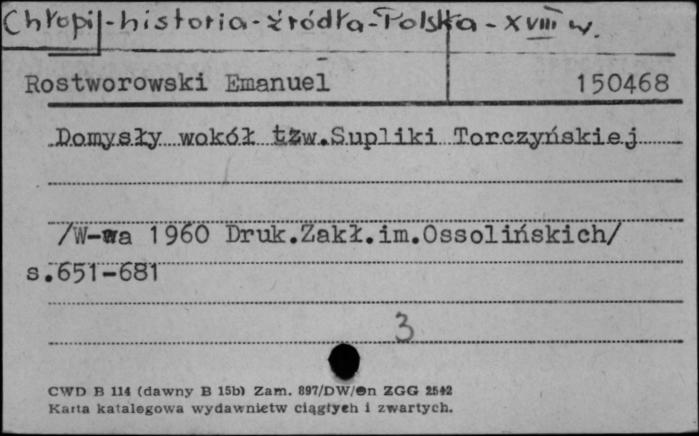 Chłopi-historia-źródła-Polska-XVIII w.
Rostworowski Emanuel 150468
Domysły wokół tzw.Supliki Torczyńskiej
/W-wa 1960 Druk.Zakł.im.Ossolińskich/
s.651-681
3
CWD B 114 (dawny B 15b) Zam. 897/DW/Dn ZGG 2542
Karta katalogowa wydawnictw ciągłych i zwartych.